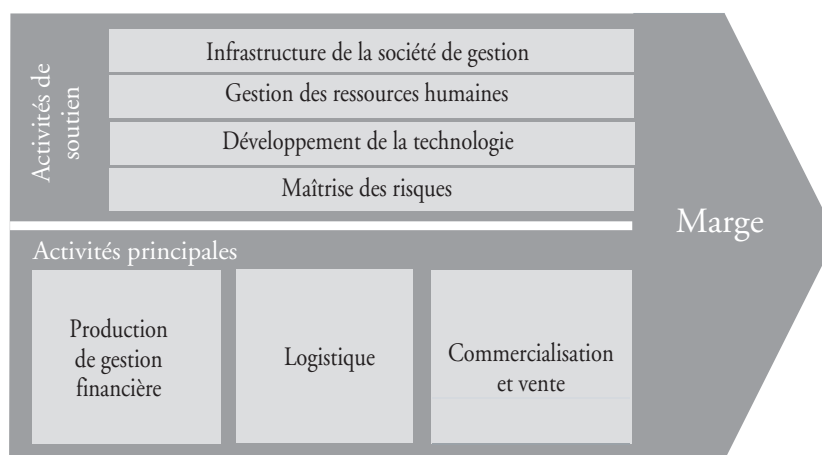 Activités de
soutien
Infrastructure de la société de gestion
Gestion des ressources humaines
Développement de la technologie
Maîtrise des risques
Marge
Activités principales
Production
de gestion
financière
Logistique
Commercialisation
et vente